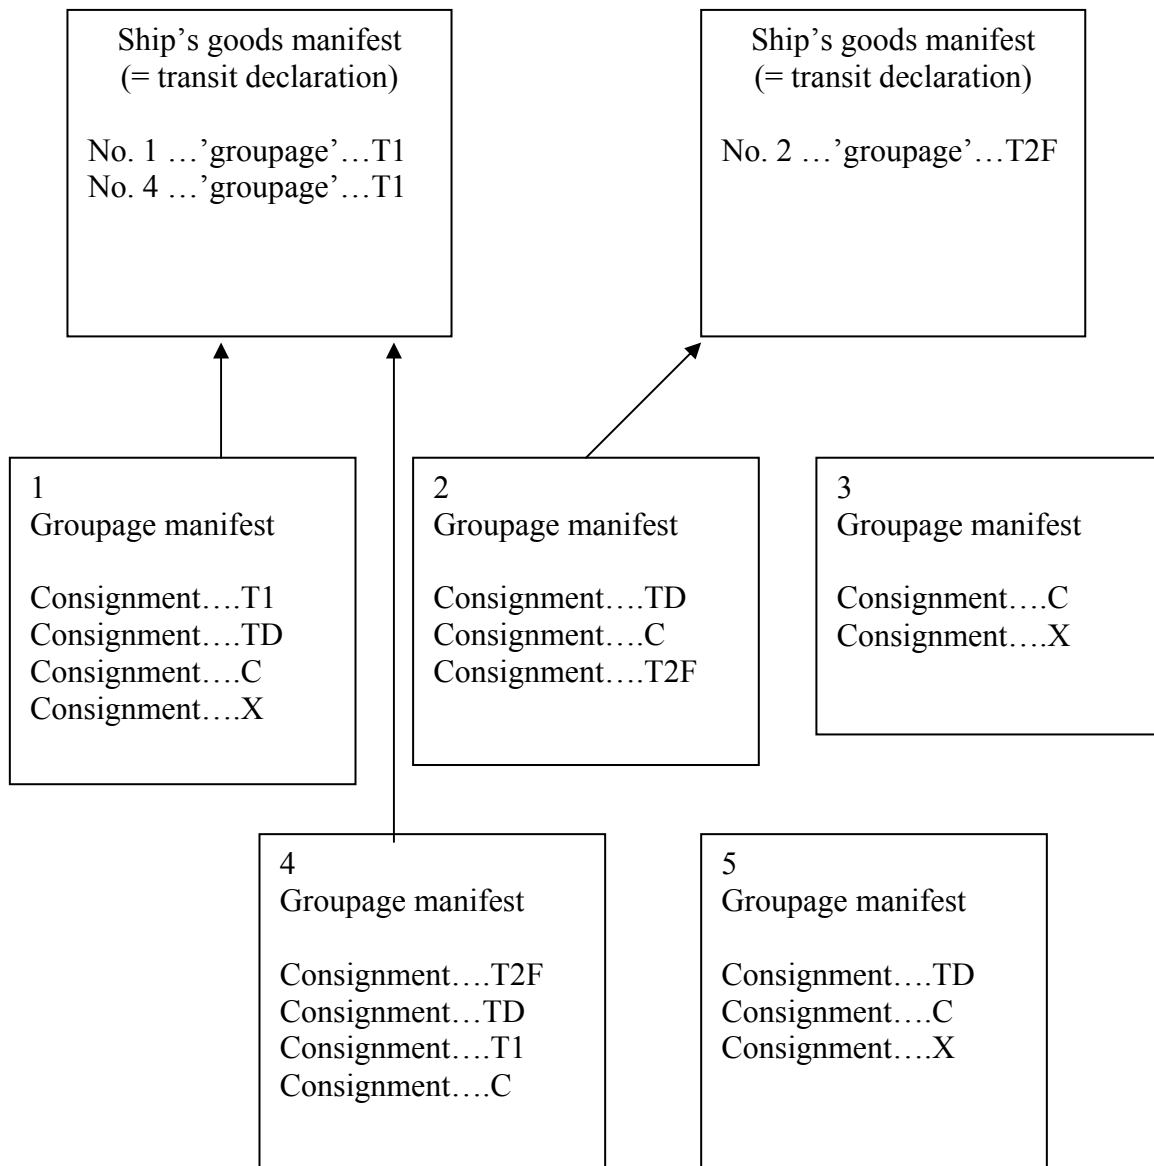 Ship’s goods manifest
(= transit declaration)
No. 1 …’groupage’…T1
No. 4 …’groupage’…T1
Ship’s goods manifest
(= transit declaration)
No. 2 …’groupage’…T2F
1
Groupage manifest
Consignment….T1
Consignment….TD
Consignment….C
Consignment….X
2
Groupage manifest
Consignment….TD
Consignment….C
Consignment….T2F
3
Groupage manifest
Consignment….C
Consignment….X
4
Groupage manifest
Consignment….T2F
Consignment…TD
Consignment….T1
Consignment….C
5
Groupage manifest
Consignment….TD
Consignment….C
Consignment….X